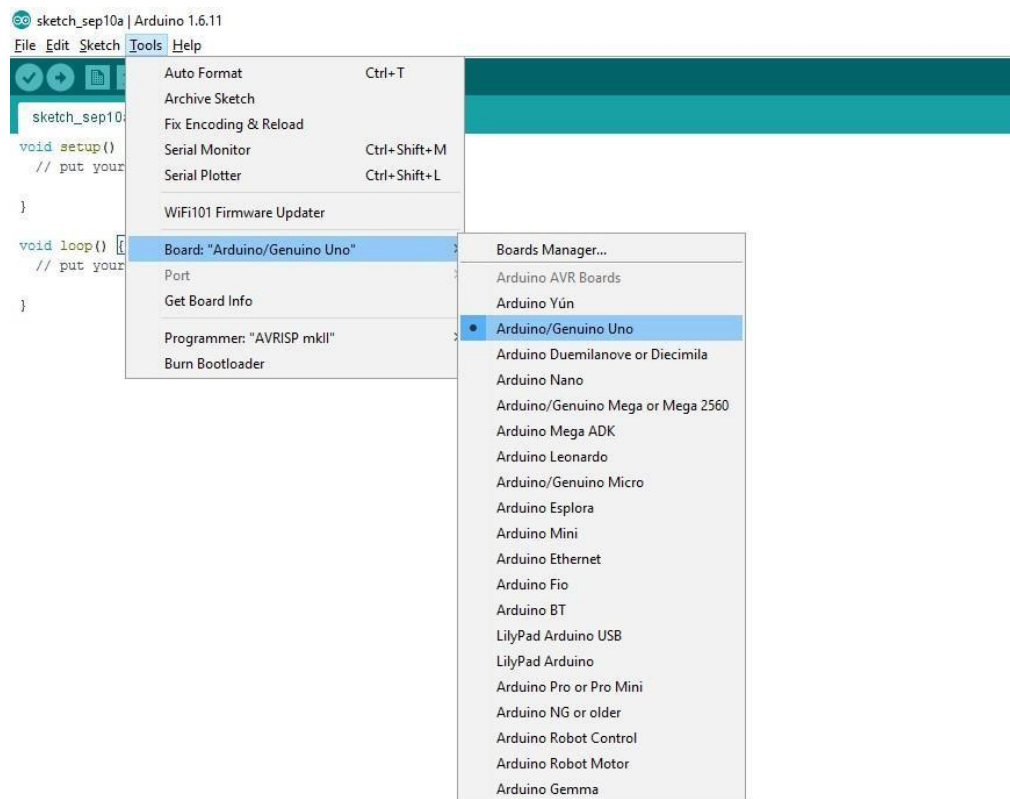 sketch_sep10a | Arduino 1.6.11
File Edit Sketch Tools Help
sketch_sep10a
void setup()
// put your
}
void loop() {
// put your
}
Auto Format Ctrl+T
Archive Sketch
Fix Encoding & Reload
Serial Monitor Ctrl+Shift+M
Serial Plotter Ctrl+Shift+L
WiFi101 Firmware Updater
Board: "Arduino/Genuino Uno"
Port
Get Board Info
Programmer: "AVRISP mkII"
Burn Bootloader
Boards Manager...
Arduino AVR Boards
Arduino Yún
Arduino/Genuino Uno
Arduino Duemilanove or Diecimila
Arduino Nano
Arduino/Genuino Mega or Mega 2560
Arduino Mega ADK
Arduino Leonardo
Arduino/Genuino Micro
Arduino Esplora
Arduino Mini
Arduino Ethernet
Arduino Fio
Arduino BT
LilyPad Arduino USB
LilyPad Arduino
Arduino Pro or Pro Mini
Arduino NG or older
Arduino Robot Control
Arduino Robot Motor
Arduino Gemma